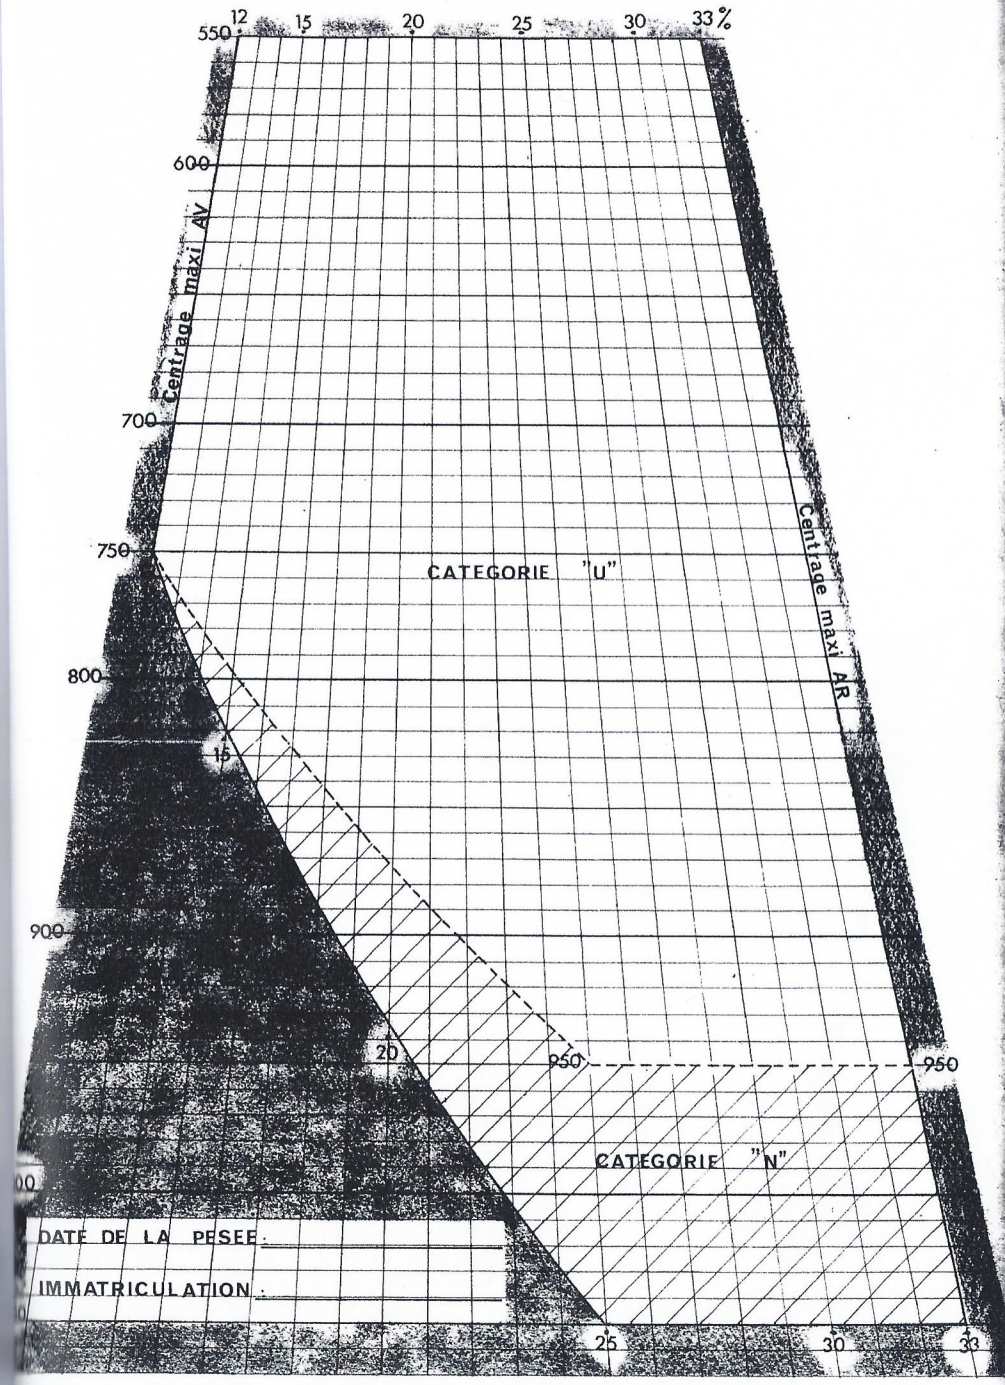 12 15 20 25 30 33%
550
600
Centrage maxi AV
700
Centrage maxi AR
750
CATEGORIE "U"
800
15
900
20
950 950
CATEGORIE "N"
00
DATE DE LA PESEE:
IMMATRICULATION :
25 30 33